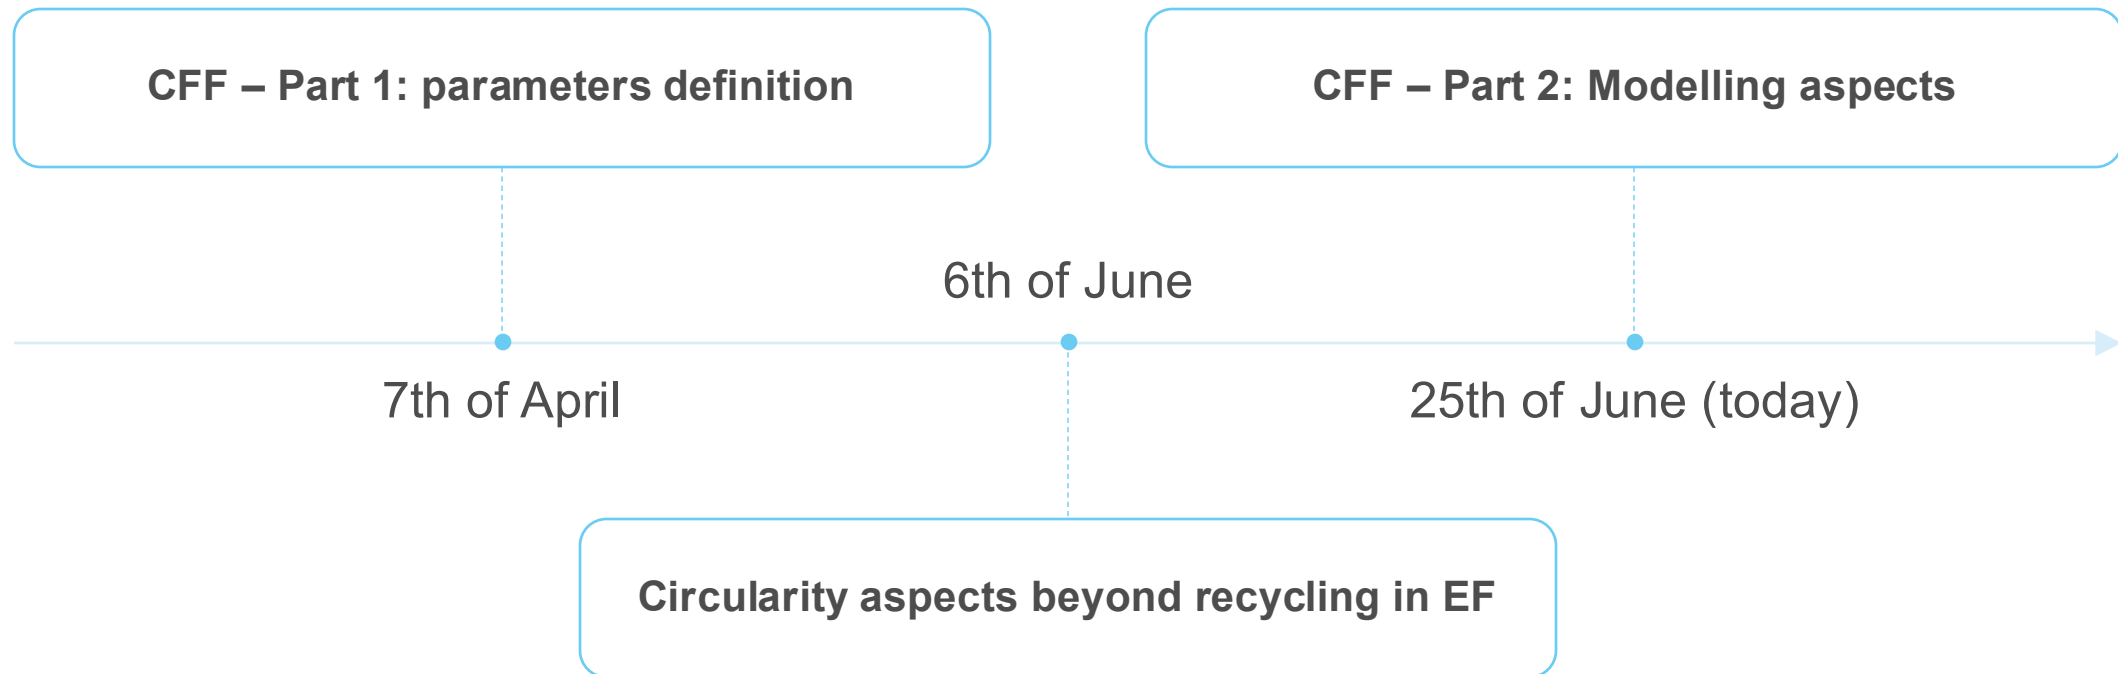 CFF – Part 1: parameters definition
CFF – Part 2: Modelling aspects
6th of June
7th of April
25th of June (today)
Circularity aspects beyond recycling in EF